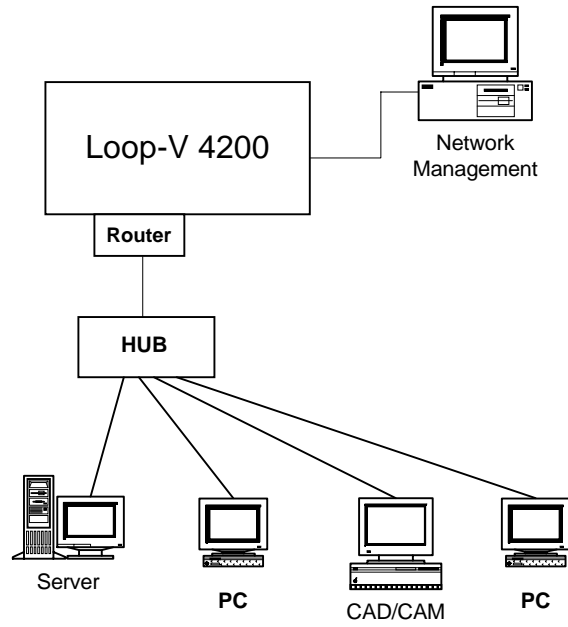 Loop-V 4200
Network
Management
Router
HUB
Server
PC
CAD/CAM
PC